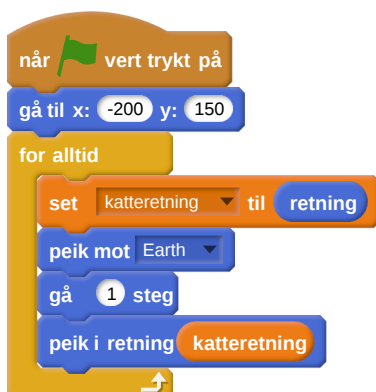 når vert trykt på
gå til x: -200 y: 150
for alltid
set katteretning til retning
peik mot Earth
gå 1 steg
peik i retning katteretning